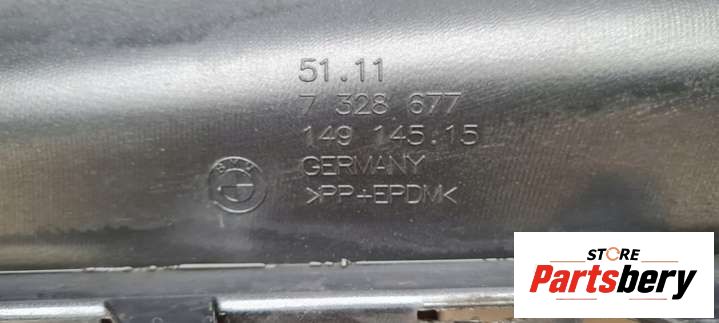 51.11
7 328 677
149 145.15
GERMANY
>PP+EPDM<
BMW
STORE
Partsbery